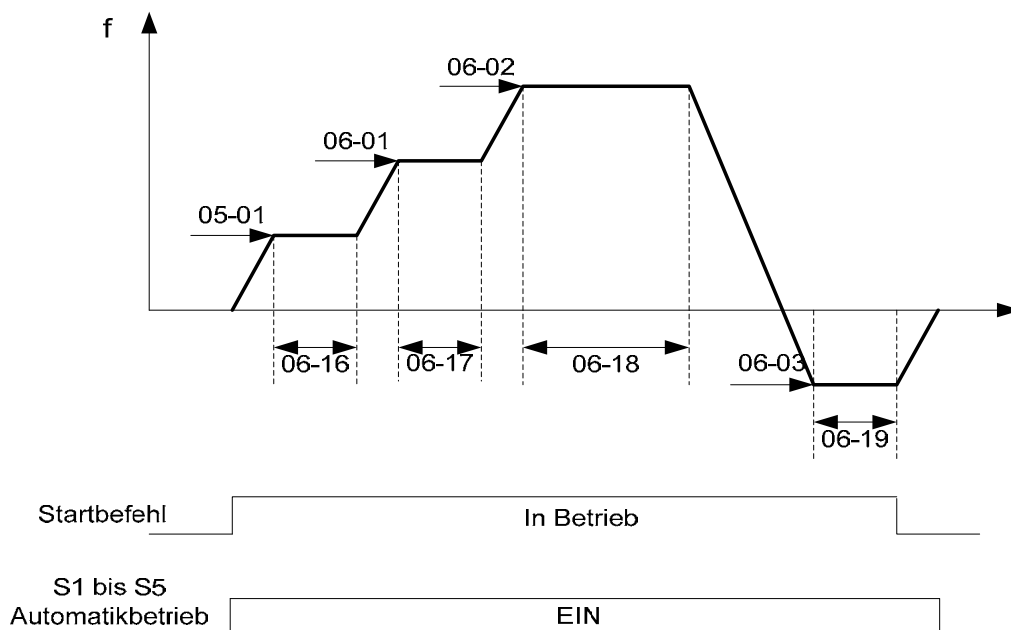 f
06-02
06-01
05-01
06-16
06-17
06-18
06-03
06-19
Startbefehl
In Betrieb
S1 bis S5
Automatikbetrieb
EIN